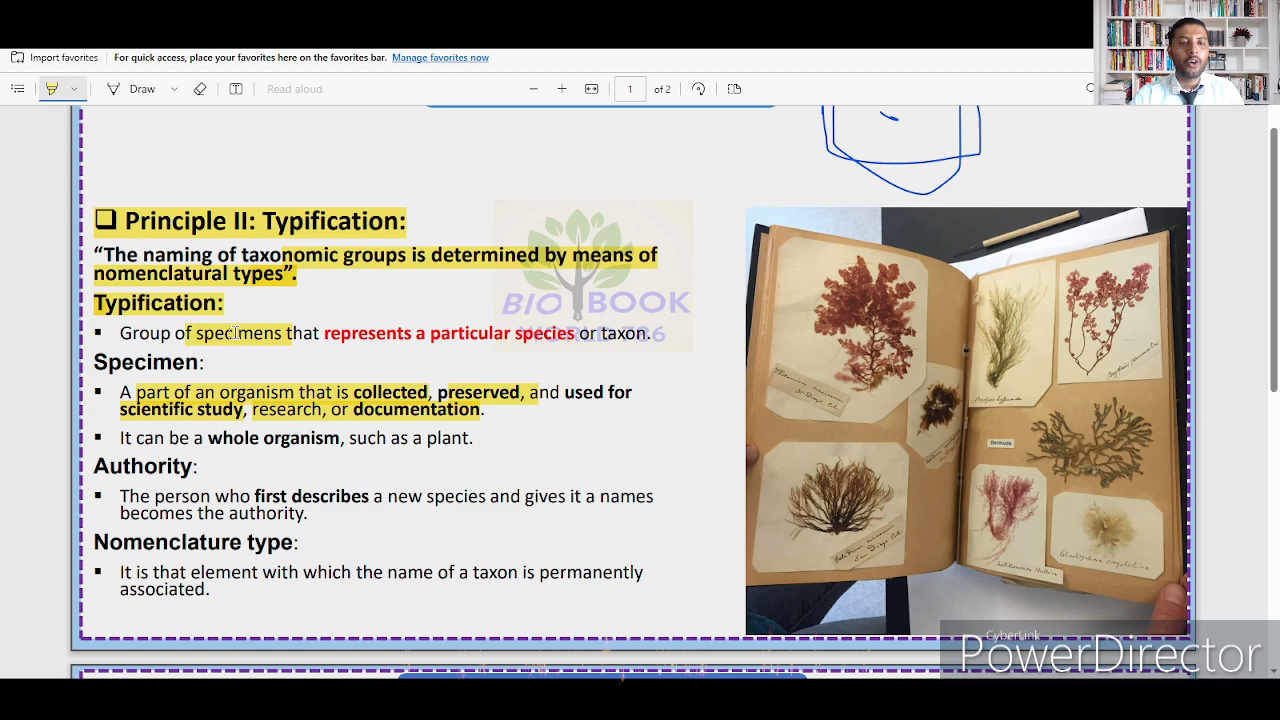 Import favorites
For quick access, place your favorites here on the favorites bar. Manage favorites now
Draw
Read aloud
1 of 2
❑ Principle II: Typification:
“The naming of taxonomic groups is determined by means of
nomenclatural types”.
Typification:
▪ Group of specimens that represents a particular species or taxon.
Specimen:
▪ A part of an organism that is collected, preserved, and used for
scientific study, research, or documentation.
▪ It can be a whole organism, such as a plant.
Authority:
▪ The person who first describes a new species and gives it a names
becomes the authority.
Nomenclature type:
▪ It is that element with which the name of a taxon is permanently
associated.
BIO BOOK
WORLD 786
Bermuda
CyberLink
PowerDirector